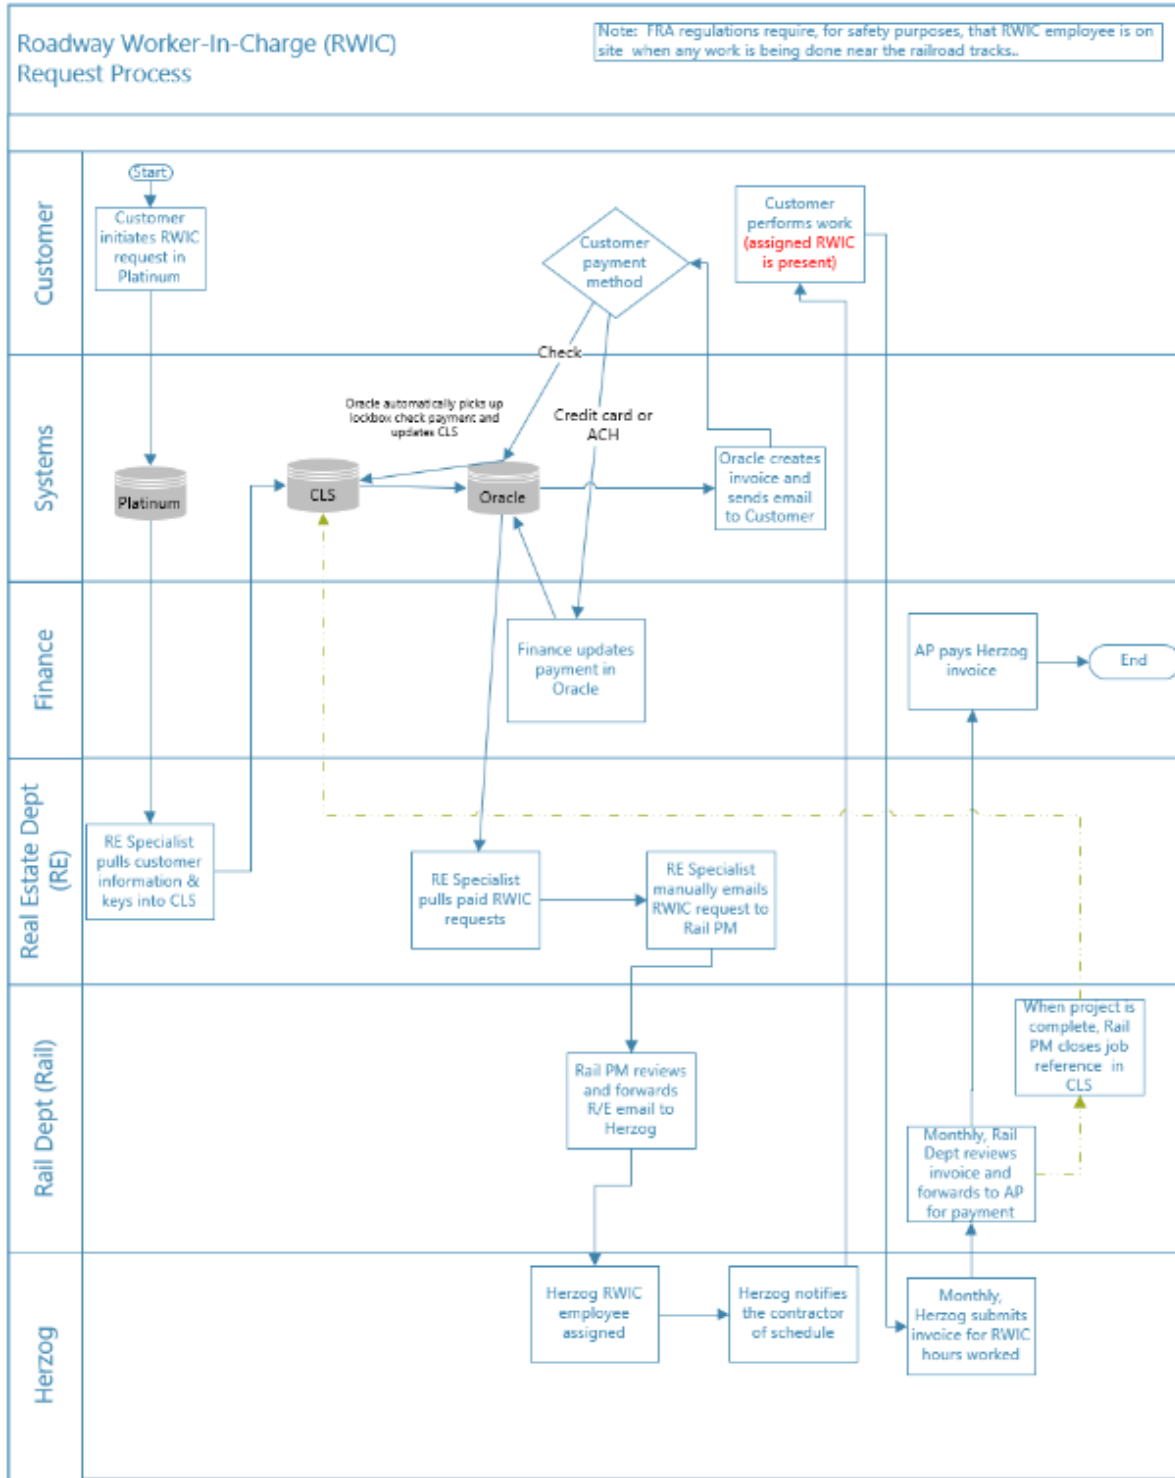 Roadway Worker-In-Charge (RWIC)
Request Process
Note: FRA regulations require, for safety purposes, that RWIC employee is on
site when any work is being done near the railroad tracks..
Customer
Start
Customer
initiates RWIC
request in
Platinum
Customer
payment
method
Customer
performs work
(assigned RWIC
is present)
Check
Systems
Oracle automatically picks up
lockbox check payment and
updates CLS
Credit card or
ACH
Platinum
CLS
Oracle
Oracle creates
invoice and
sends email
to Customer
Finance
Finance updates
payment in
Oracle
AP pays Herzog
invoice
End
Real Estate Dept
(RE)
RE Specialist
pulls customer
information &
keys into CLS
RE Specialist
pulls paid RWIC
requests
RE Specialist
manually emails
RWIC request to
Rail PM
Rail Dept (Rail)
Rail PM reviews
and forwards
R/E email to
Herzog
When project is
complete, Rail
PM closes job
reference in
CLS
Monthly, Rail
Dept reviews
invoice and
forwards to AP
for payment
Herzog
Herzog RWIC
employee
assigned
Herzog notifies
the contractor
of schedule
Monthly,
Herzog submits
invoice for RWIC
hours worked